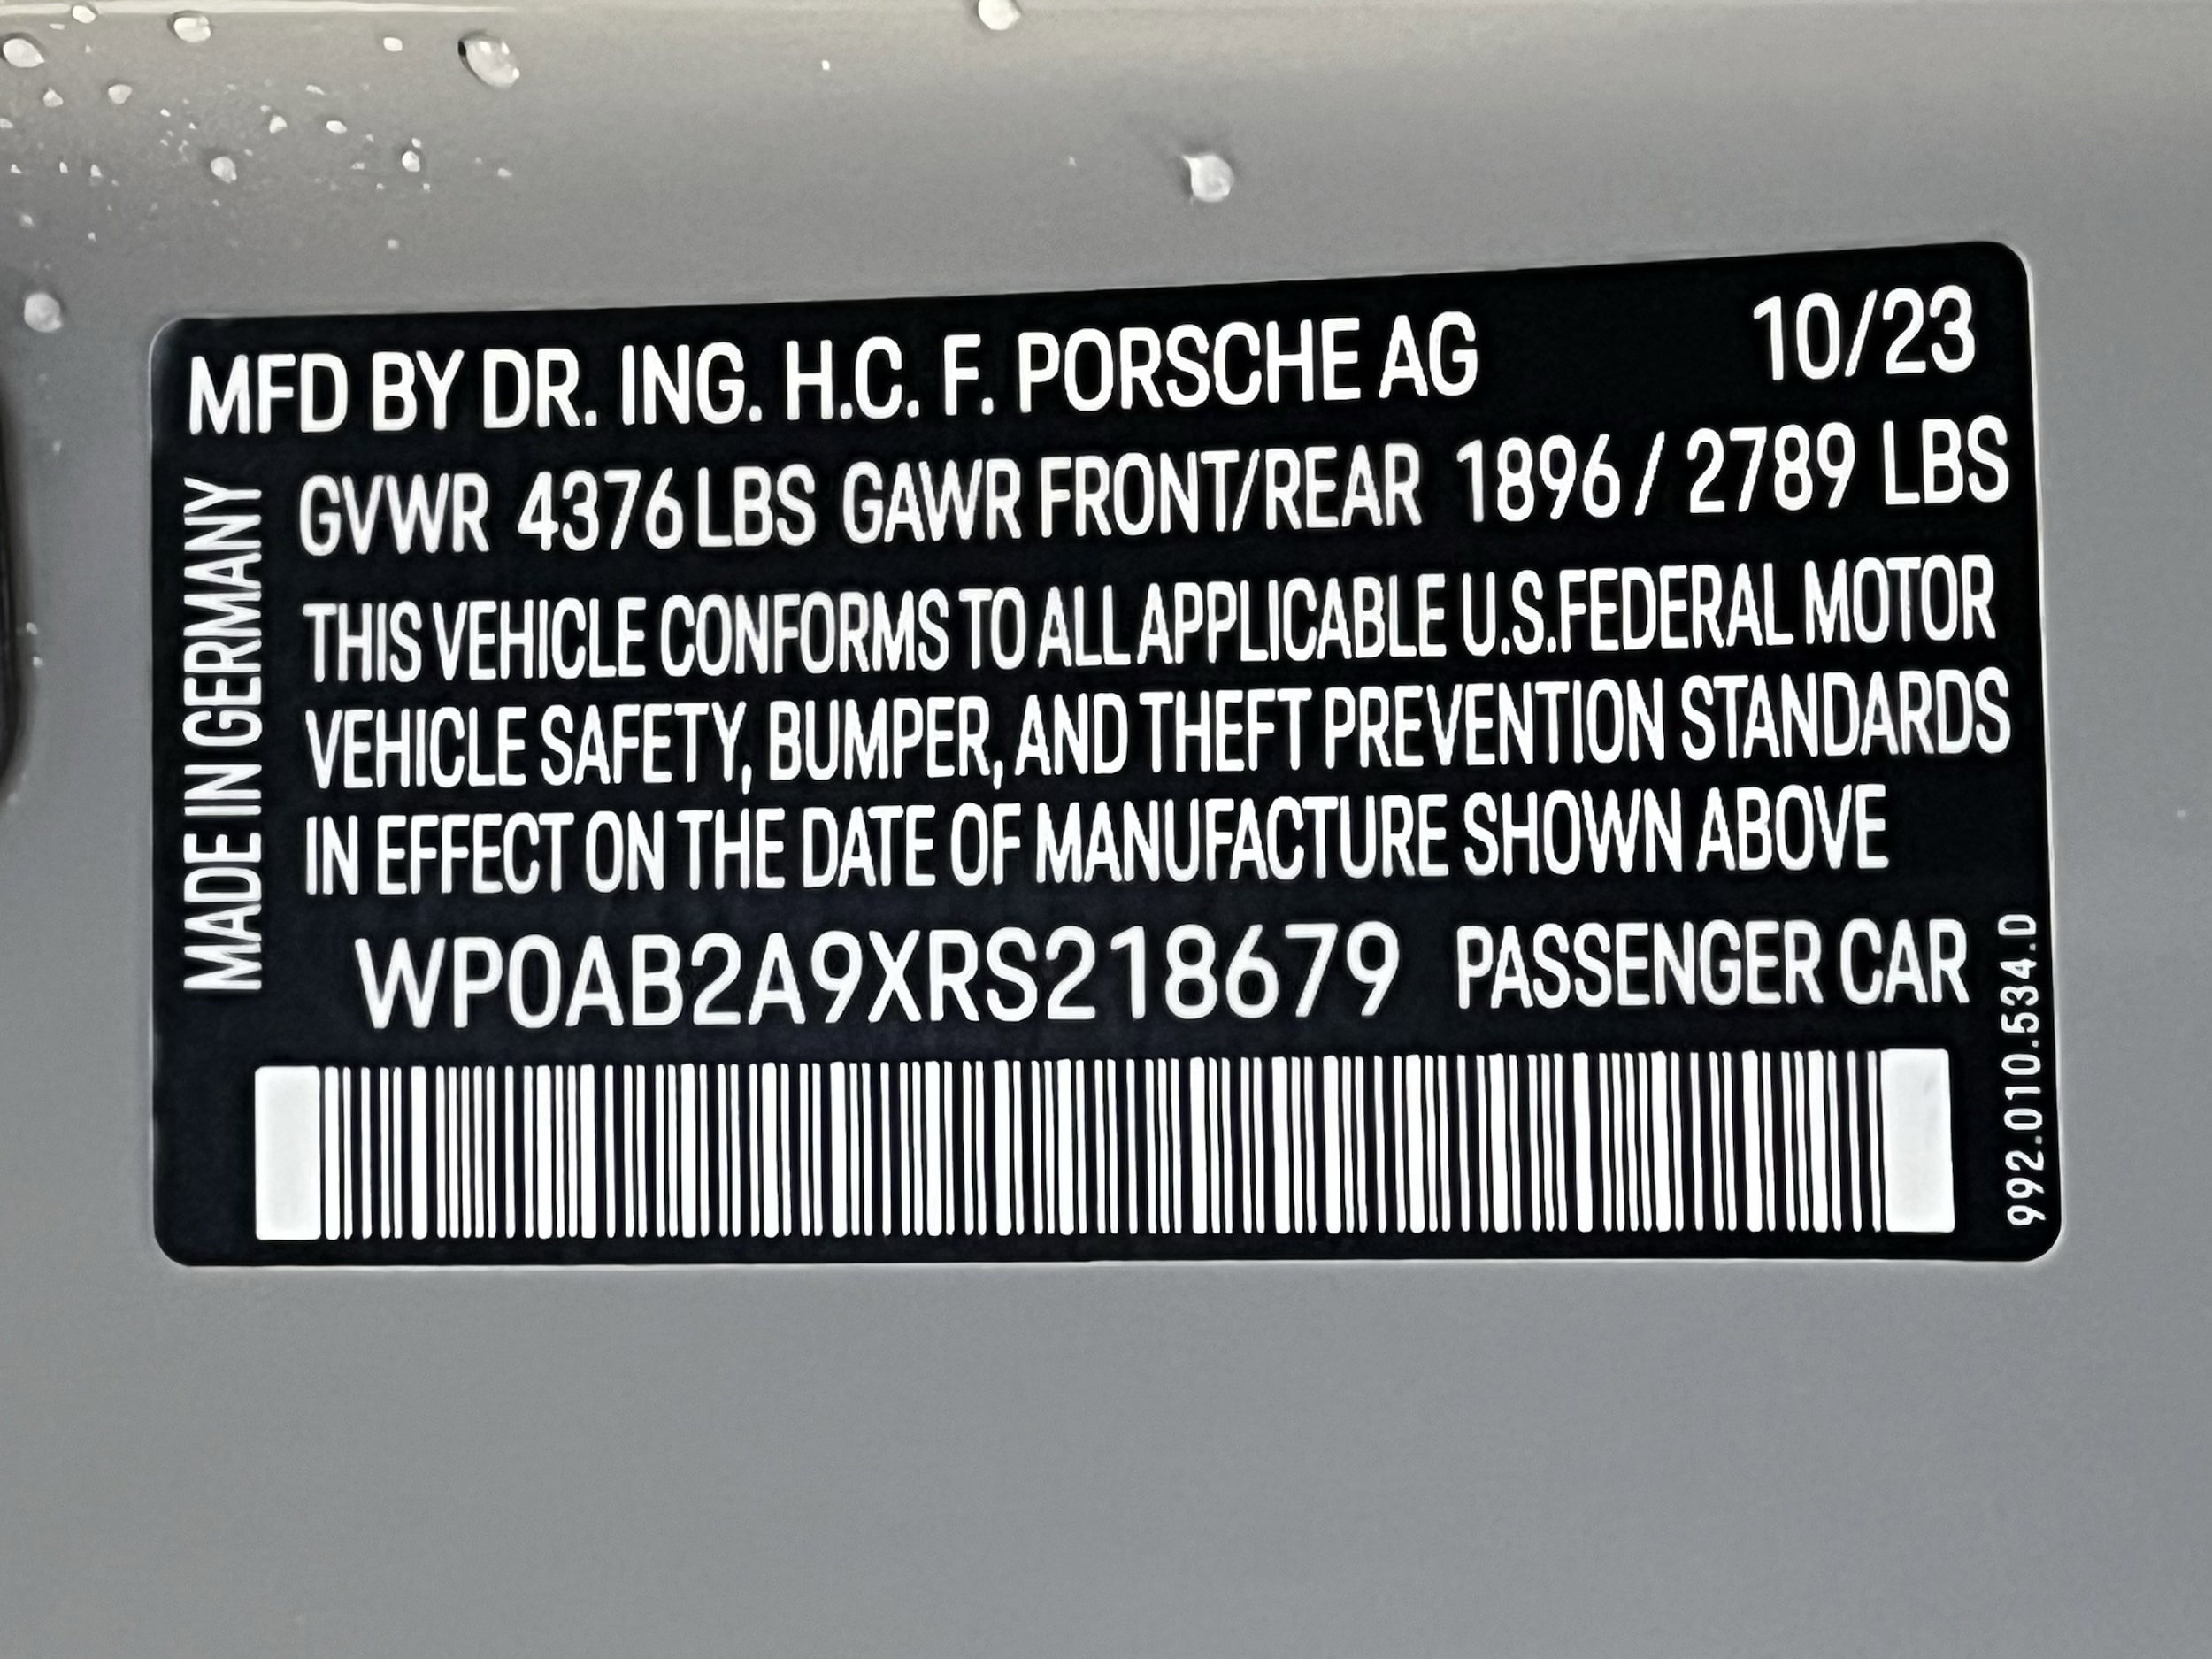 MFD BY DR. ING. H.C. F. PORSCHE AG 10/23
GVWR 4376 LBS GAWR FRONT/REAR 1896 / 2789 LBS
THIS VEHICLE CONFORMS TO ALL APPLICABLE U.S.FEDERAL MOTOR
VEHICLE SAFETY, BUMPER, AND THEFT PREVENTION STANDARDS
IN EFFECT ON THE DATE OF MANUFACTURE SHOWN ABOVE
WP0AB2A9XRS218679 PASSENGER CAR
MADE IN GERMANY
992.010.534.D